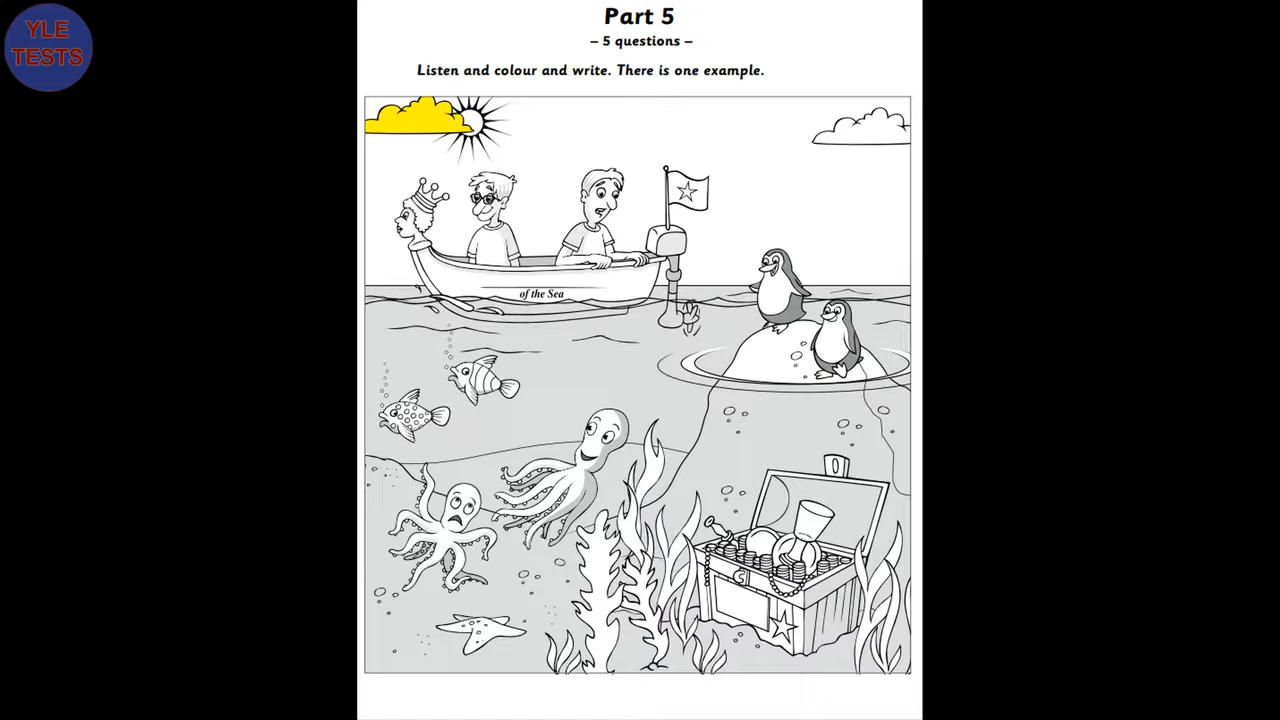 YLE
TESTS
Part 5
– 5 questions –
Listen and colour and write. There is one example.
of the Sea